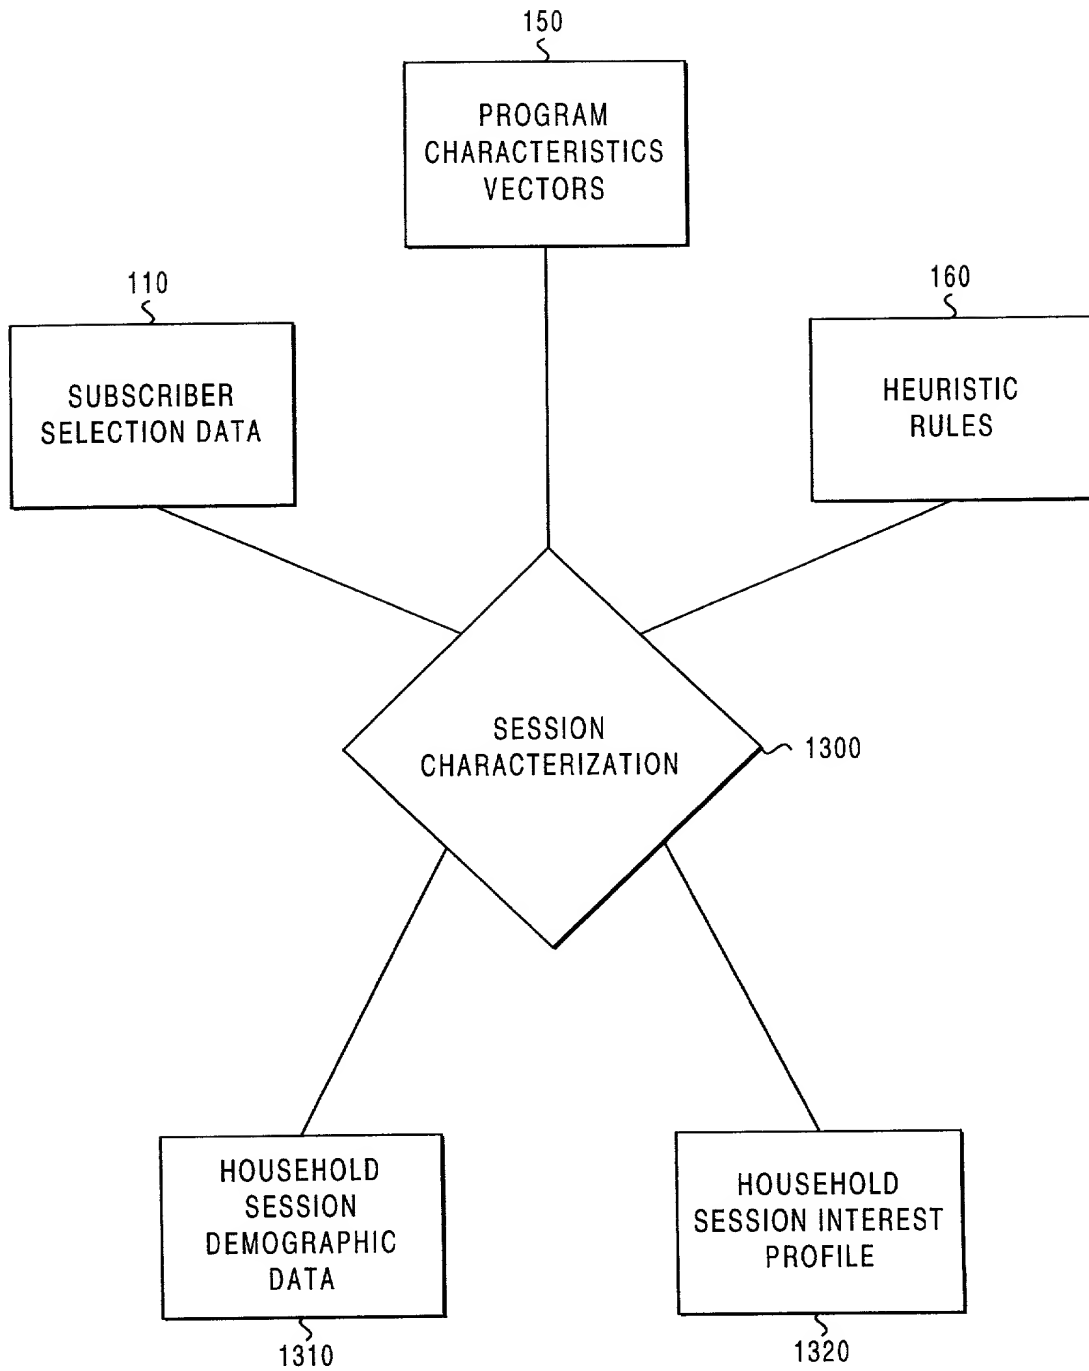 150
PROGRAM
CHARACTERISTICS
VECTORS
110
SUBSCRIBER
SELECTION DATA
160
HEURISTIC
RULES
SESSION
CHARACTERIZATION
1300
HOUSEHOLD
SESSION
DEMOGRAPHIC
DATA
1310
HOUSEHOLD
SESSION INTEREST
PROFILE
1320